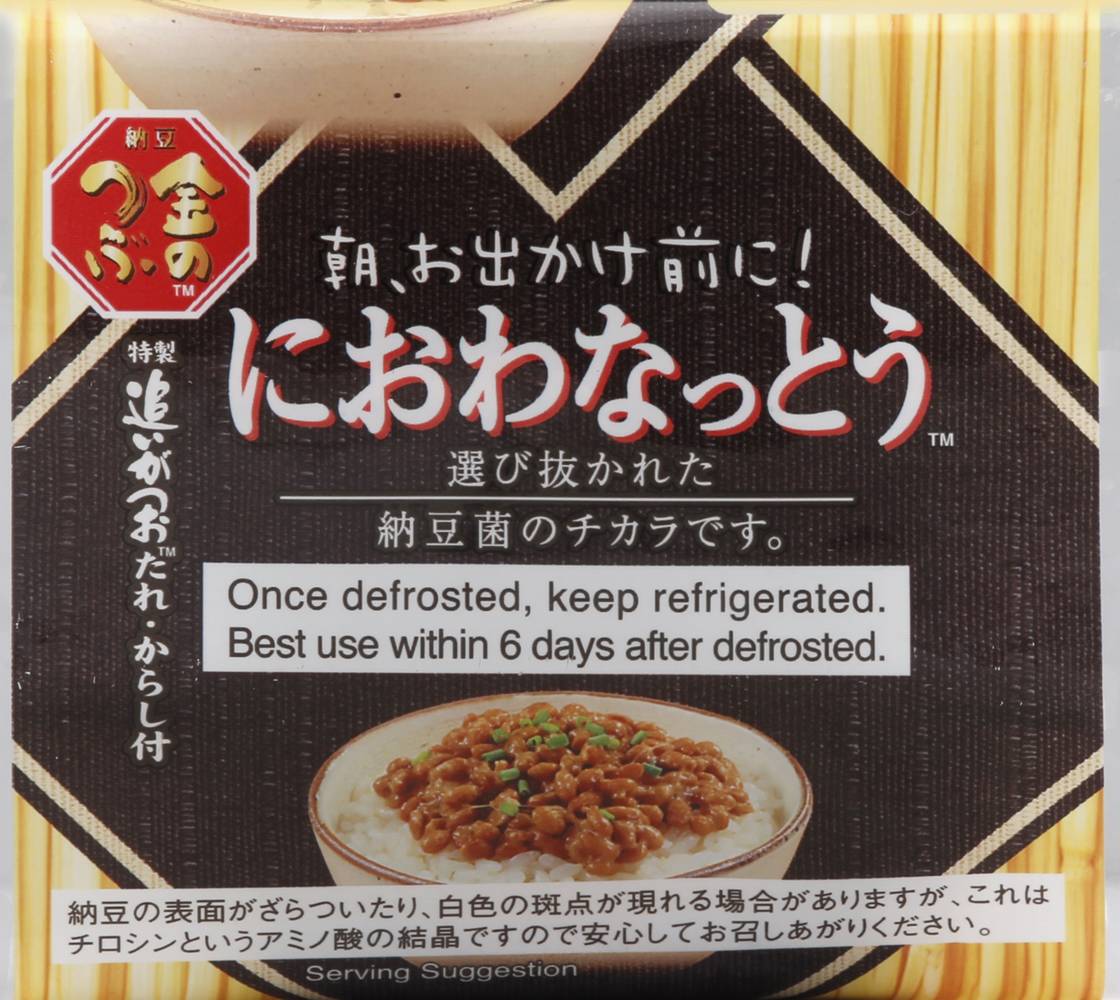 納豆
金の
つぶ
TM
朝、お出かけ前に!
におわなっとう
TM
特製
追いがつおTMたれ・からし付
選び抜かれた
納豆菌のチカラです。
Once defrosted, keep refrigerated.
Best use within 6 days after defrosted.
納豆の表面がざらついたり、白色の斑点が現れる場合がありますが、これは
チロシンというアミノ酸の結晶ですので安心してお召しあがりください。
Serving Suggestion